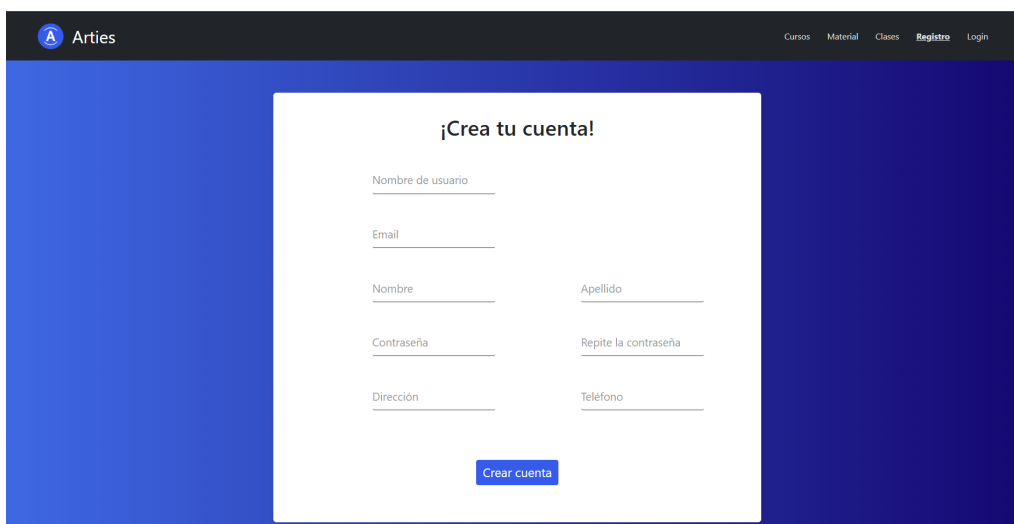 A Arties Cursos Material Clases Registro Login
¡Crea tu cuenta!
Nombre de usuario
Email
Nombre Apellido
Contraseña Repite la contraseña
Dirección Teléfono
Crear cuenta